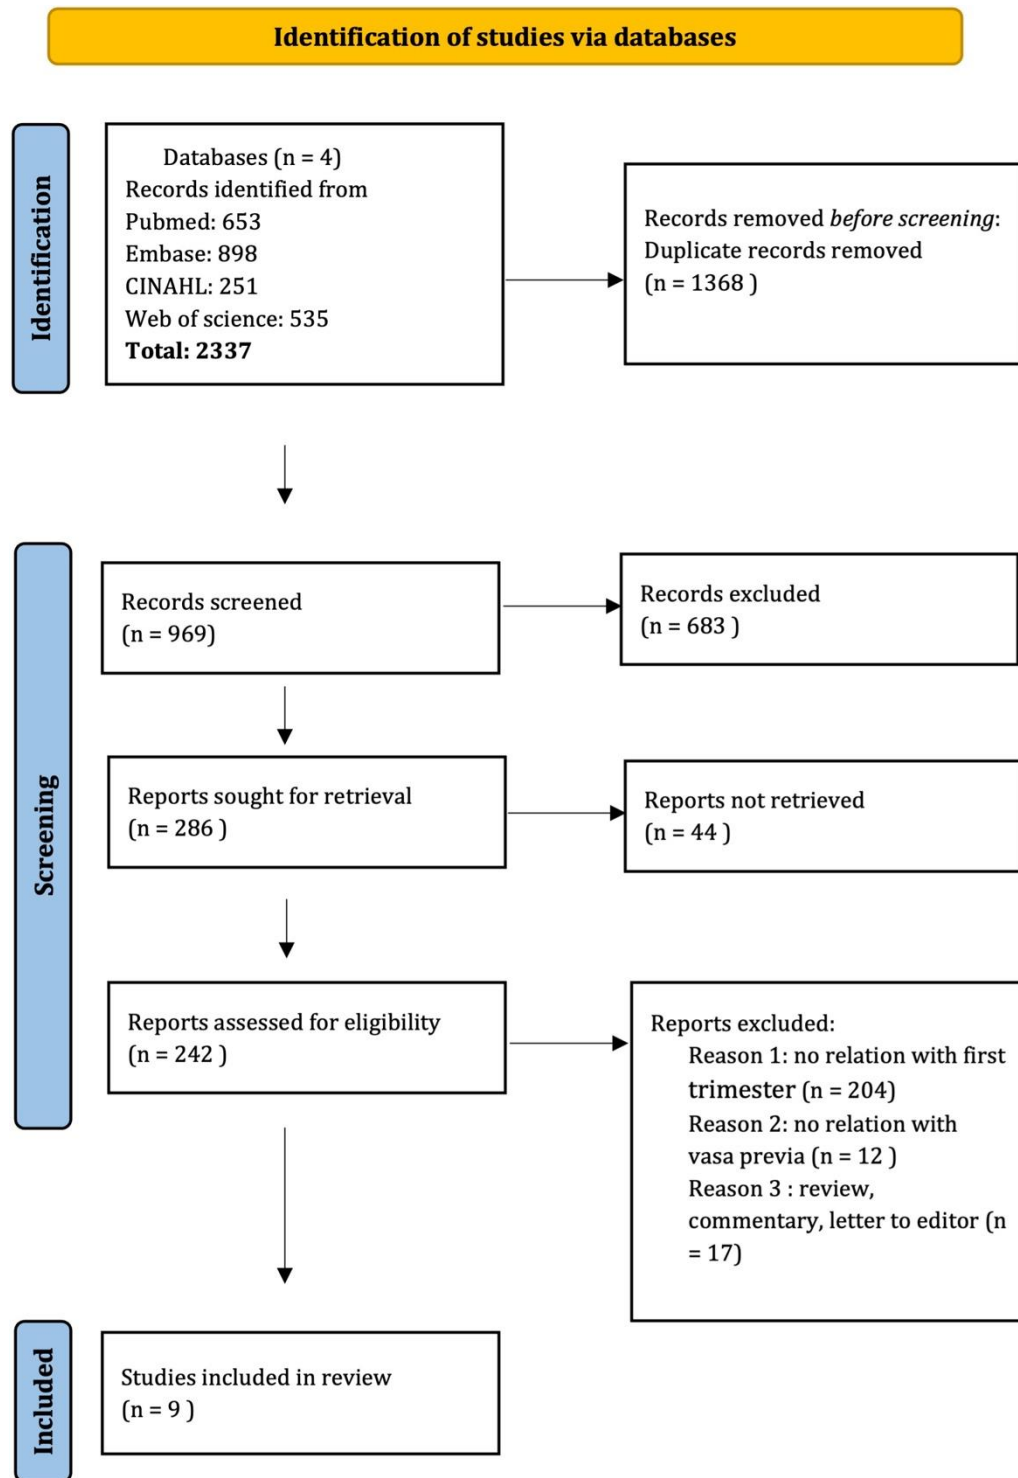 Identification of studies via databases
Identification
Databases (n = 4)
Records identified from
Pubmed: 653
Embase: 898
CINAHL: 251
Web of science: 535
Total: 2337
Records removed before screening:
Duplicate records removed
(n = 1368 )
Screening
Records screened
(n = 969)
Records excluded
(n = 683 )
Reports sought for retrieval
(n = 286 )
Reports not retrieved
(n = 44 )
Reports assessed for eligibility
(n = 242 )
Reports excluded:
Reason 1: no relation with first
trimester (n = 204)
Reason 2: no relation with
vasa previa (n = 12 )
Reason 3 : review,
commentary, letter to editor (n
= 17)
Included
Studies included in review
(n = 9 )